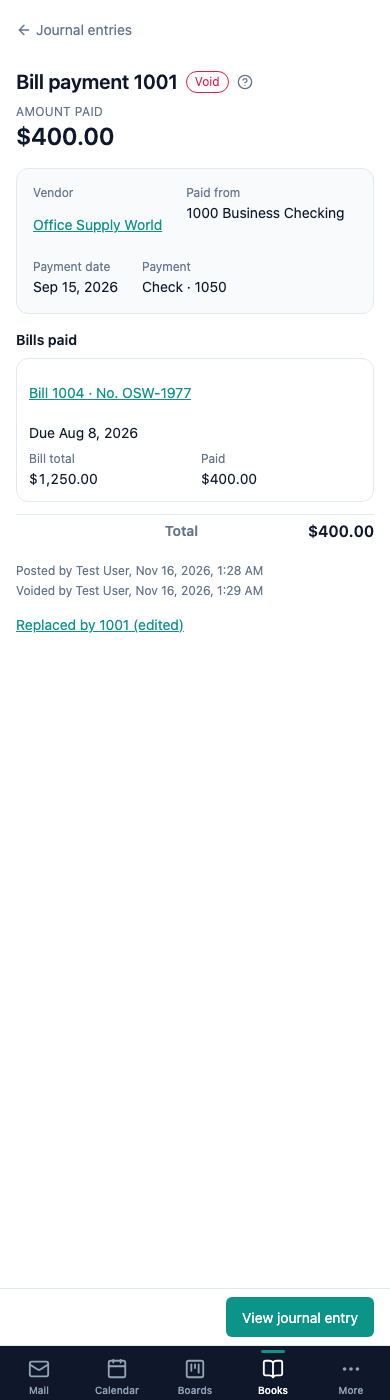 Journal entries
Bill payment 1001 Void
AMOUNT PAID
$400.00
Vendor
Office Supply World
Paid from
1000 Business Checking
Payment date
Sep 15, 2026
Payment
Check · 1050
Bills paid
Bill 1004 · No. OSW-1977
Due Aug 8, 2026
Bill total
$1,250.00
Paid
$400.00
Total $400.00
Posted by Test User, Nov 16, 2026, 1:28 AM
Voided by Test User, Nov 16, 2026, 1:29 AM
Replaced by 1001 (edited)
View journal entry
Mail Calendar Boards Books More